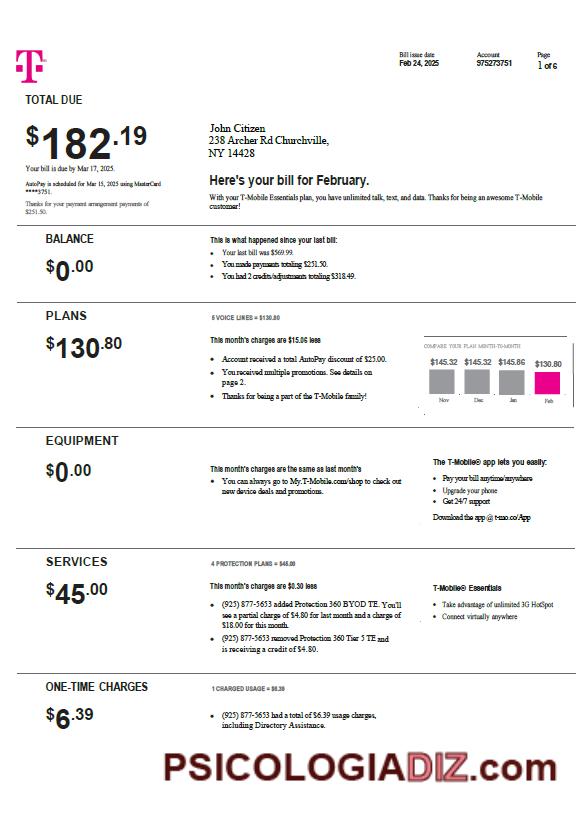 T
Bill issue date
Feb 24, 2025
Account
975273751
Page
1 of 6
TOTAL DUE
$182.19
Your bill is due by Mar 17, 2025.
AutoPay is scheduled for Mar 15, 2025 using MasterCard
****3751.
Thanks for your payment arrangement payments of
$251.50.
John Citizen
238 Archer Rd Churchville,
NY 14428
Here's your bill for February.
With your T-Mobile Essentials plan, you have unlimited talk, text, and data. Thanks for being an awesome T-Mobile
customer!
BALANCE
$0.00
This is what happened since your last bill:
• Your last bill was $569.99.
• You made payments totaling $251.50.
• You had 2 credits/adjustments totaling $318.49.
PLANS
$130.80
5 VOICE LINES = $130.80
This month's charges are $15.06 less
• Account received a total AutoPay discount of $25.00.
• You received multiple promotions. See details on
page 2.
• Thanks for being a part of the T-Mobile family!
COMPARE YOUR PLAN MONTH-TO-MONTH
$145.32 $145.32 $145.86 $130.80
Nov Dec Jan Feb
EQUIPMENT
$0.00
This month's charges are the same as last month's
• You can always go to My.T-Mobile.com/shop to check out
new device deals and promotions.
The T-Mobile® app lets you easily:
• Pay your bill anytime/anywhere
• Upgrade your phone
• Get 24/7 support
Download the app @ t-mo.co/App
SERVICES
$45.00
4 PROTECTION PLANS = $45.00
This month's charges are $0.30 less
• (925) 877-5653 added Protection 360 BYOD TE. You'll
see a partial charge of $4.80 for last month and a charge of
$18.00 for this month.
• (925) 877-5653 removed Protection 360 Tier 5 TE and
is receiving a credit of $4.80.
T-Mobile® Essentials
• Take advantage of unlimited 3G HotSpot
• Connect virtually anywhere
ONE-TIME CHARGES
$6.39
1 CHARGED USAGE = $6.39
• (925) 877-5653 had a total of $6.39 usage charges,
including Directory Assistance.
PSICOLOGIADIZ.com